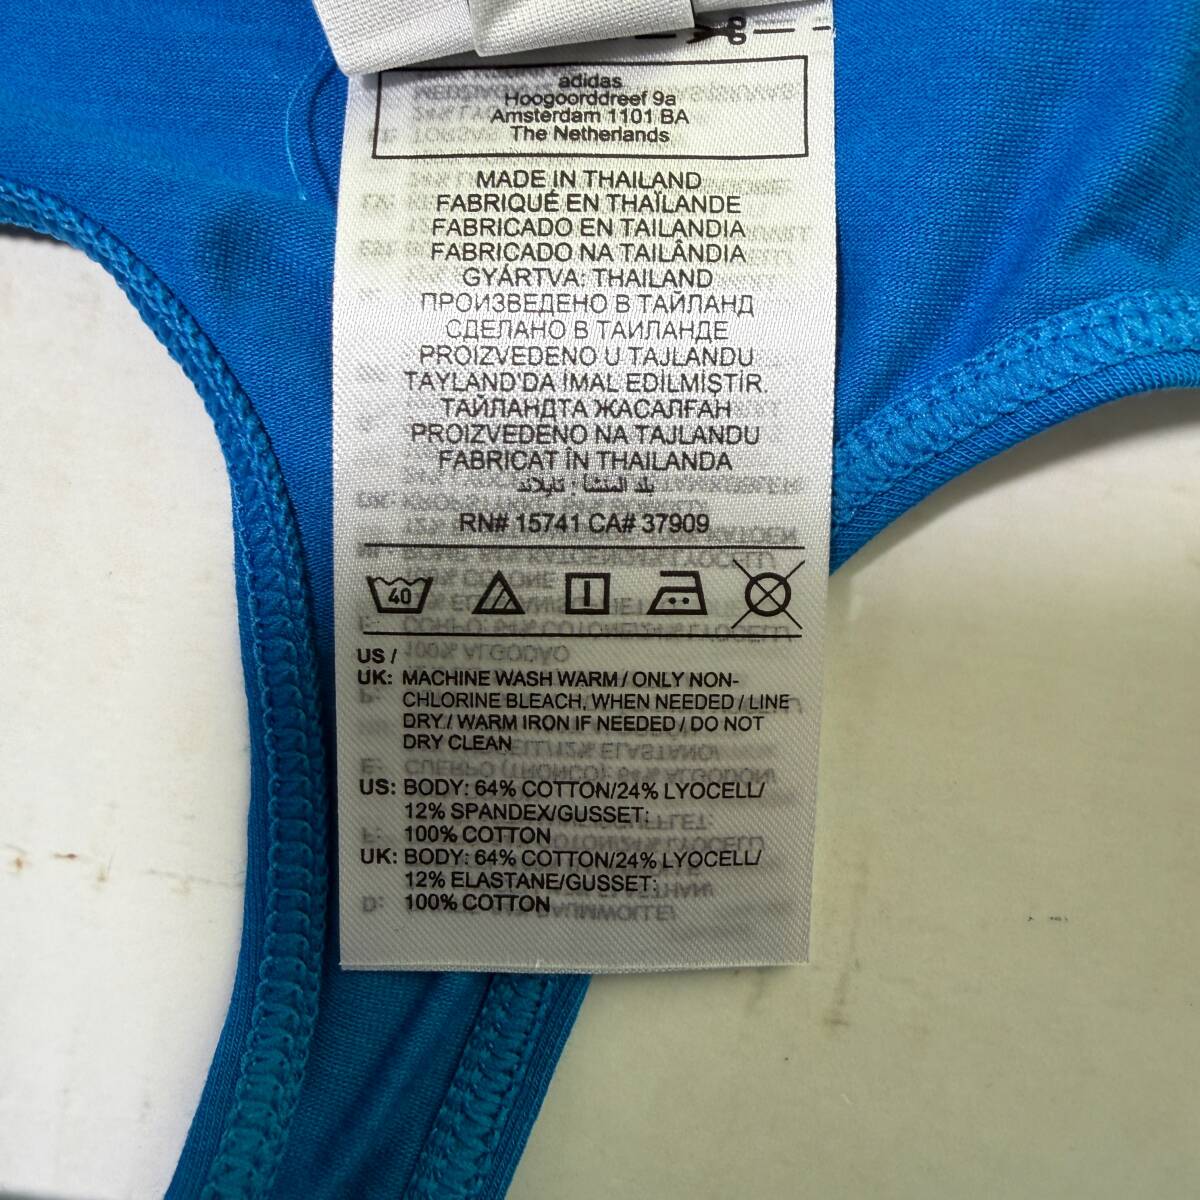 adidas
Hoogoorddreef 9a
Amsterdam 1101 BA
The Netherlands
MADE IN THAILAND
FABRIQUÉ EN THAÏLANDE
FABRICADO EN TAILANDIA
FABRICADO NA TAILÂNDIA
GYÁRTVA: THAILAND
ПРОИЗВЕДЕНО В ТАЙЛАНД
СДЕЛАНО В ТАИЛАНДЕ
PROIZVEDENO U TAJLANDU
TAYLAND'DA İMAL EDİLMİŞTİR
ТАЙЛАНДТА ЖАСАЛҒАН
PROIZVEDENO NA TAJLANDU
FABRICAT ÎN THAILANDA
بلد المنشأ : تايلاند
RN# 15741 CA# 37909
40
US /
UK: MACHINE WASH WARM / ONLY NON-
CHLORINE BLEACH, WHEN NEEDED / LINE
DRY / WARM IRON IF NEEDED / DO NOT
DRY CLEAN
US: BODY: 64% COTTON/24% LYOCELL/
12% SPANDEX/GUSSET:
100% COTTON
UK: BODY: 64% COTTON/24% LYOCELL/
12% ELASTANE/GUSSET:
100% COTTON